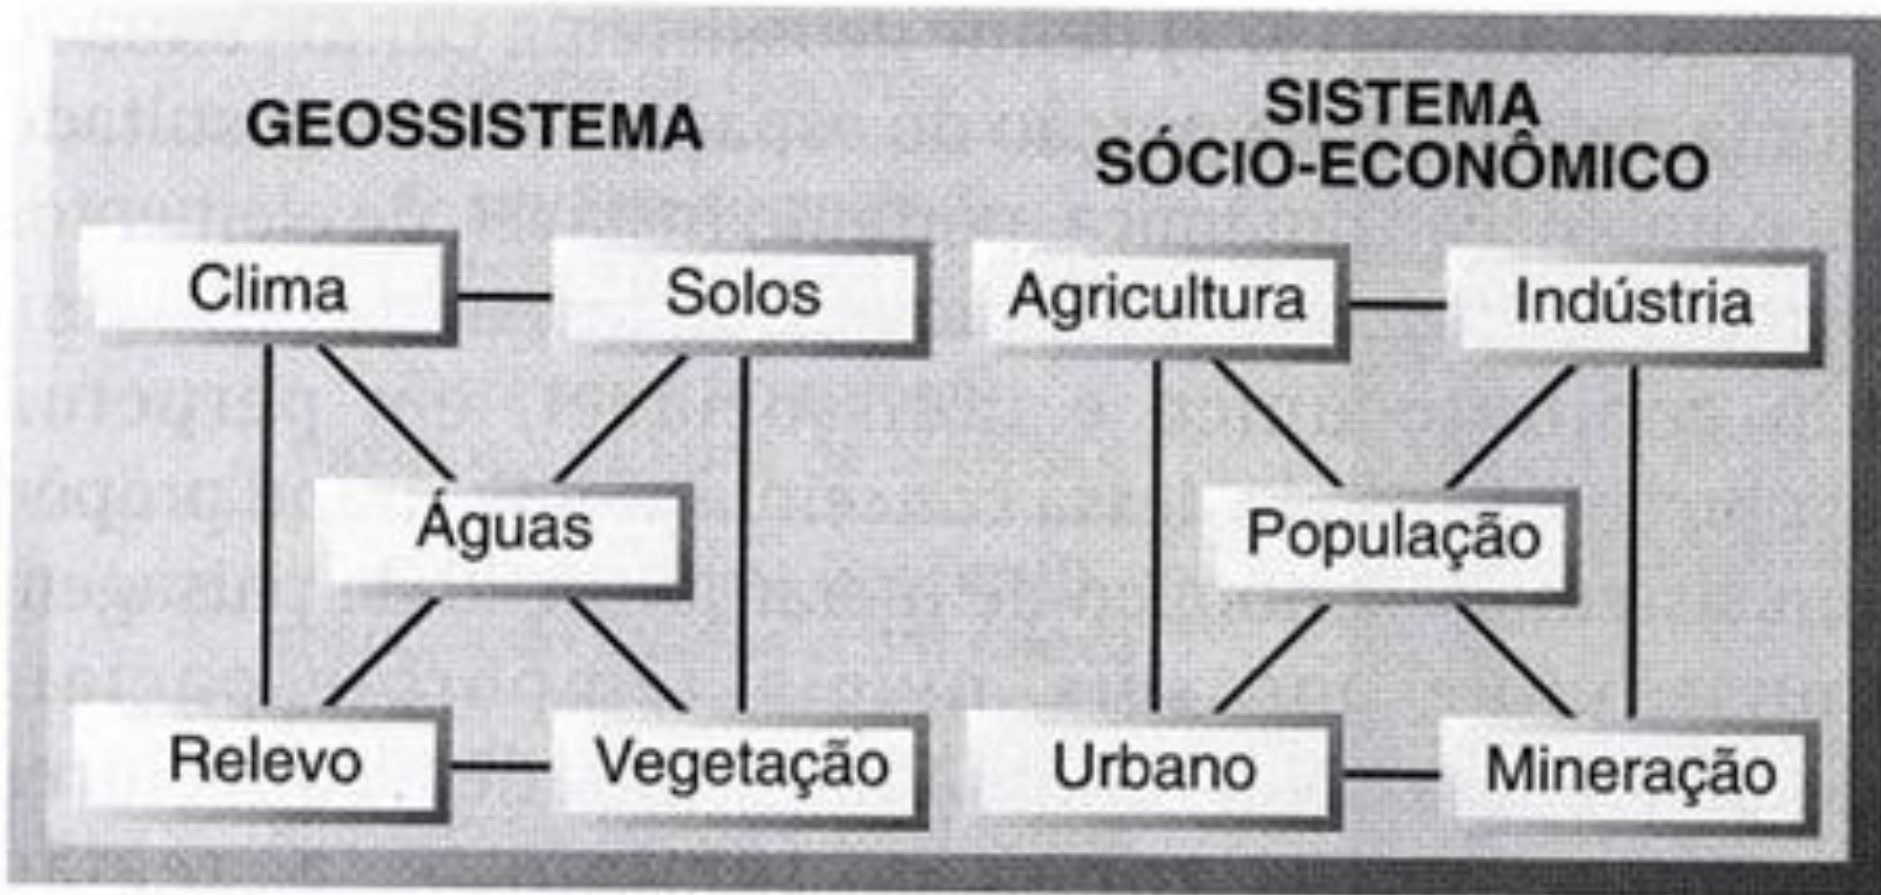 GEOSSISTEMA
Clima
Solos
Águas
Relevo
Vegetação
SISTEMA
SÓCIO-ECONÔMICO
Agricultura
Indústria
População
Urbano
Mineração